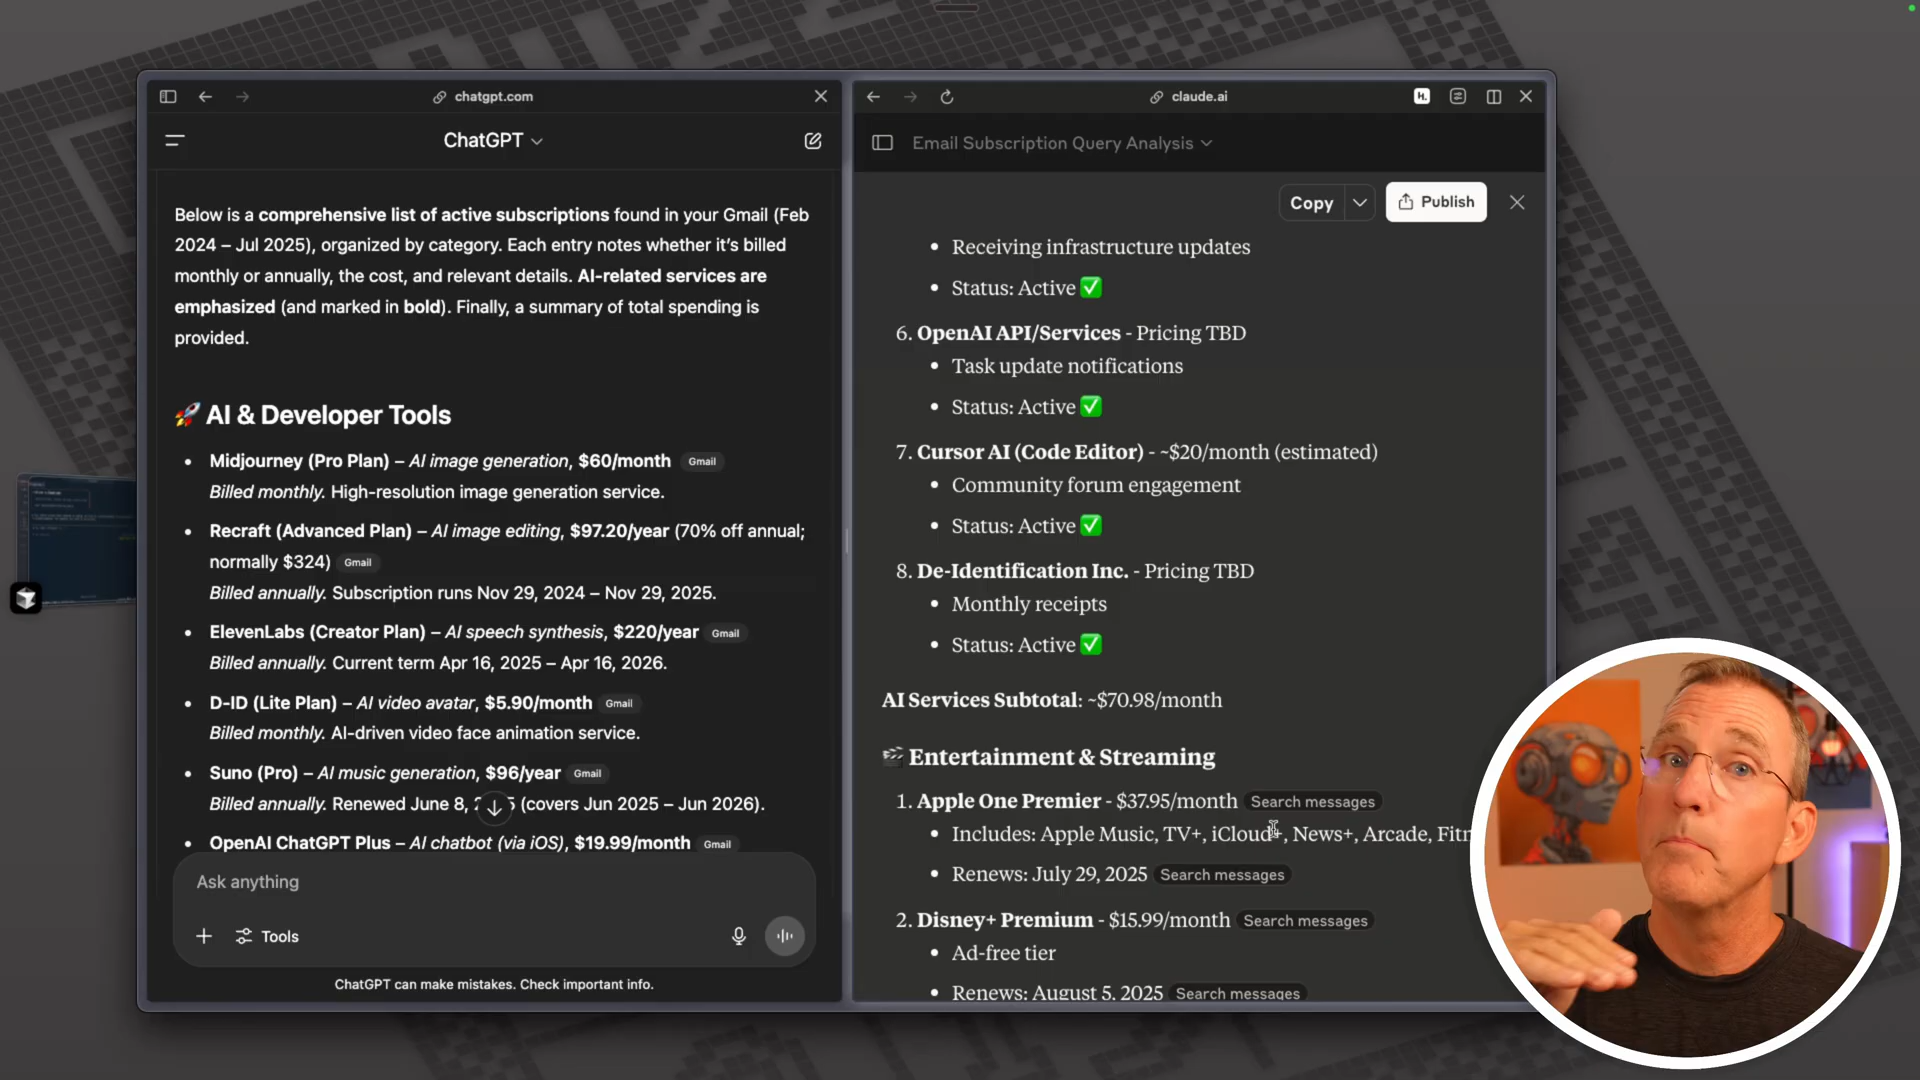 chatgpt.com
ChatGPT
Below is a comprehensive list of active subscriptions found in your Gmail (Feb
2024 – Jul 2025), organized by category. Each entry notes whether it's billed
monthly or annually, the cost, and relevant details. AI-related services are
emphasized (and marked in bold). Finally, a summary of total spending is
provided.
🚀 AI & Developer Tools
• Midjourney (Pro Plan) – AI image generation, $60/month Gmail
Billed monthly. High-resolution image generation service.
• Recraft (Advanced Plan) – AI image editing, $97.20/year (70% off annual;
normally $324) Gmail
Billed annually. Subscription runs Nov 29, 2024 – Nov 29, 2025.
• ElevenLabs (Creator Plan) – AI speech synthesis, $220/year Gmail
Billed annually. Current term Apr 16, 2025 – Apr 16, 2026.
• D-ID (Lite Plan) – AI video avatar, $5.90/month Gmail
Billed monthly. AI-driven video face animation service.
• Suno (Pro) – AI music generation, $96/year Gmail
Billed annually. Renewed June 8, (covers Jun 2025 – Jun 2026).
• OpenAI ChatGPT Plus – AI chatbot (via iOS), $19.99/month Gmail
Ask anything
Tools
ChatGPT can make mistakes. Check important info.
claude.ai
H.
Email Subscription Query Analysis
Copy
Publish
• Receiving infrastructure updates
• Status: Active ✅
6. OpenAI API/Services - Pricing TBD
• Task update notifications
• Status: Active ✅
7. Cursor AI (Code Editor) - ~$20/month (estimated)
• Community forum engagement
• Status: Active ✅
8. De-Identification Inc. - Pricing TBD
• Monthly receipts
• Status: Active ✅
AI Services Subtotal: ~$70.98/month
🎬 Entertainment & Streaming
1. Apple One Premier - $37.95/month Search messages
• Includes: Apple Music, TV+, iCloud+, News+, Arcade,
• Renews: July 29, 2025 Search messages
2. Disney+ Premium - $15.99/month Search messages
• Ad-free tier
• Renews: August 5, 2025 Search messages